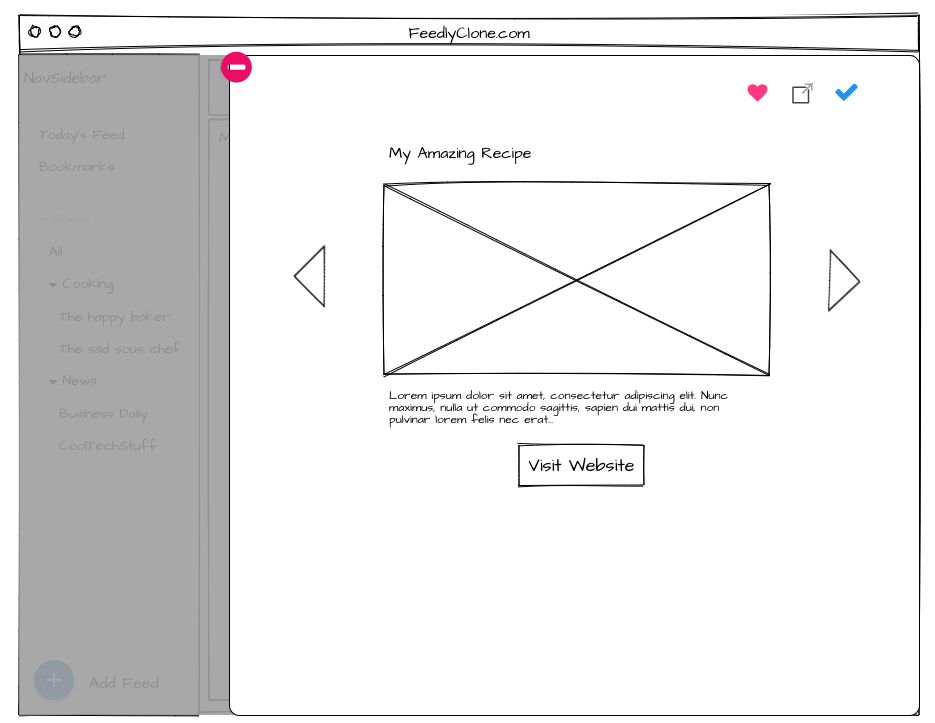 FeedlyClone.com
NavSidebar
Today's Feed
Bookmarks
All
Cooking
The happy baker
The sad sous chef
News
Business Daily
CoolTechStuff
Add Feed
My Amazing Recipe
Lorem ipsum dolor sit amet, consectetur adipiscing elit. Nunc
maximus, nulla ut commodo sagittis, sapien dui mattis dui, non
pulvinar lorem felis nec erat...
Visit Website